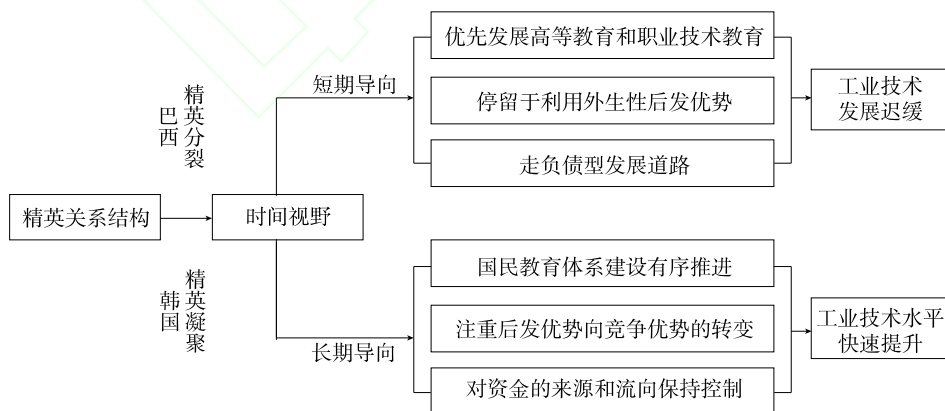 优先发展高等教育和职业技术教育
短期导向
停留于利用外生性后发优势
工业技术
发展迟缓
精英分裂
巴西
走负债型发展道路
精英关系结构
时间视野
国民教育体系建设有序推进
精英凝聚
韩国
注重后发优势向竞争优势的转变
工业技术水平
快速提升
长期导向
对资金的来源和流向保持控制